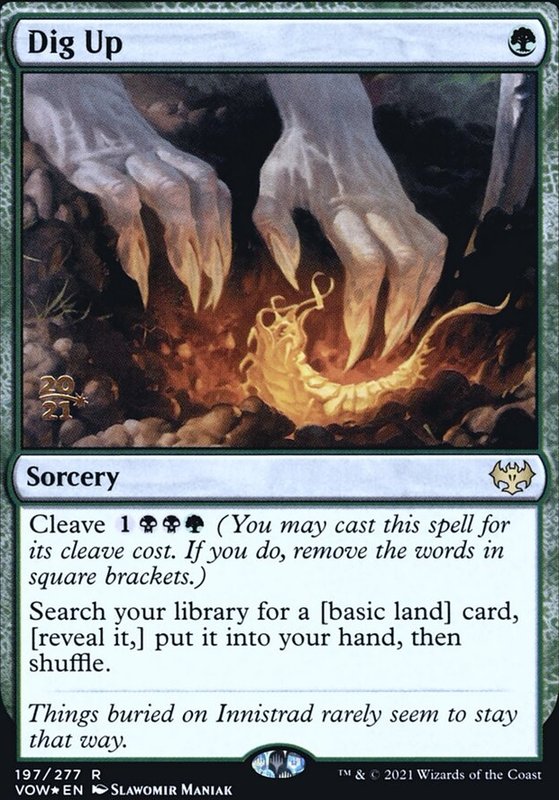 Dig Up
20
21
Sorcery
Cleave 1 (You may cast this spell for
its cleave cost. If you do, remove the words in
square brackets.)
Search your library for a [basic land] card,
[reveal it,] put it into your hand, then
shuffle.
Things buried on Innistrad rarely seem to stay
that way.
197/277 R
VOW★EN Slawomir Maniak
™ & © 2021 Wizards of the Coast